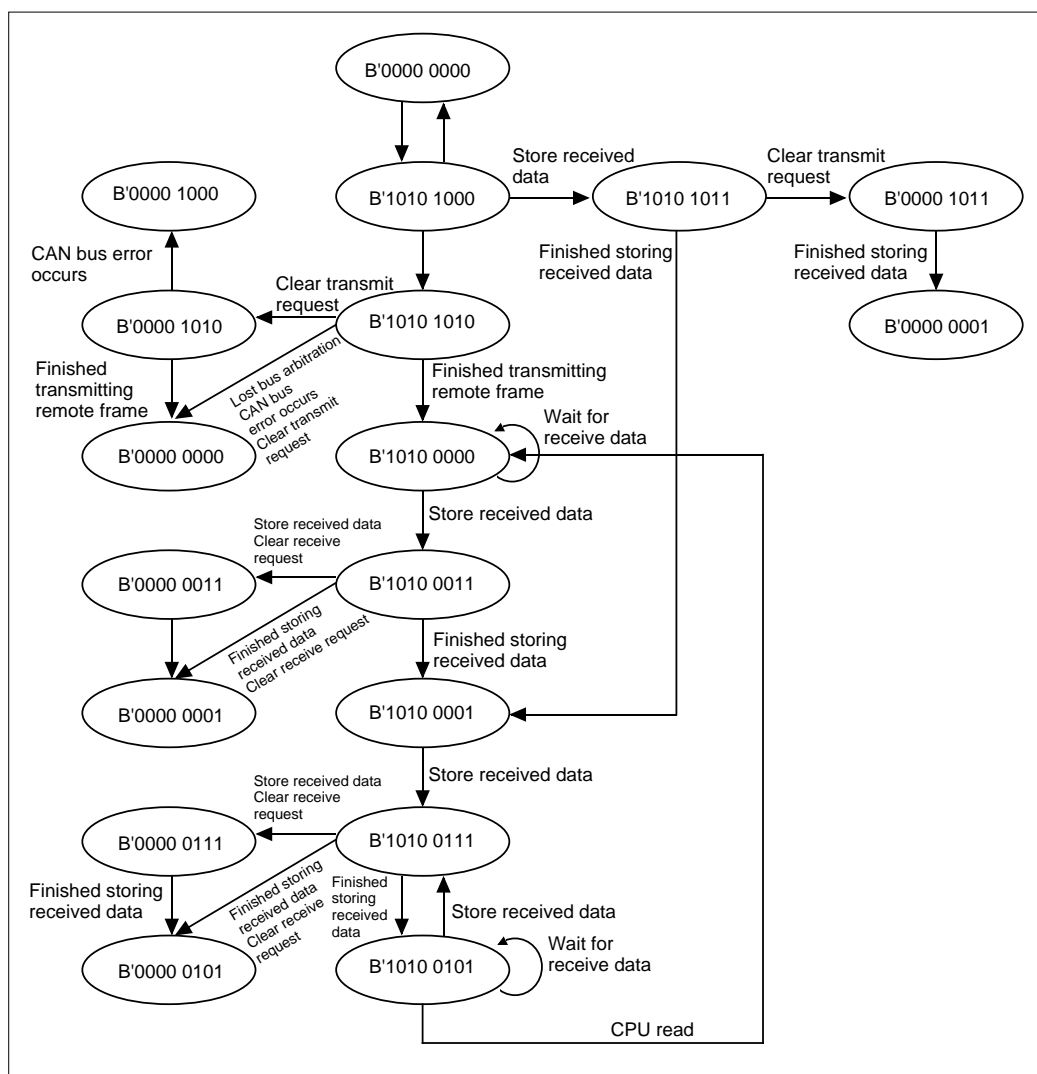 B'0000 0000
Store received
data
Clear transmit
request
B'0000 1000
B'1010 1000
B'1010 1011
B'0000 1011
CAN bus error
occurs
Finished storing
received data
Finished storing
received data
Clear transmit
request
B'0000 1010
B'1010 1010
B'0000 0001
Finished
transmitting
remote frame
Lost bus arbitration
CAN bus
error occurs
Clear transmit
request
Finished transmitting
remote frame
Wait for
receive data
B'0000 0000
B'1010 0000
Store received data
Store received data
Clear receive
request
B'0000 0011
B'1010 0011
Finished storing
received data
Clear receive request
Finished storing
received data
B'0000 0001
B'1010 0001
Store received data
Store received data
Clear receive
request
B'0000 0111
B'1010 0111
Finished storing
received data
Finished storing
received data
Clear receive
request
Finished
storing
received
data
Store received data
Wait for
receive data
B'0000 0101
B'1010 0101
CPU read